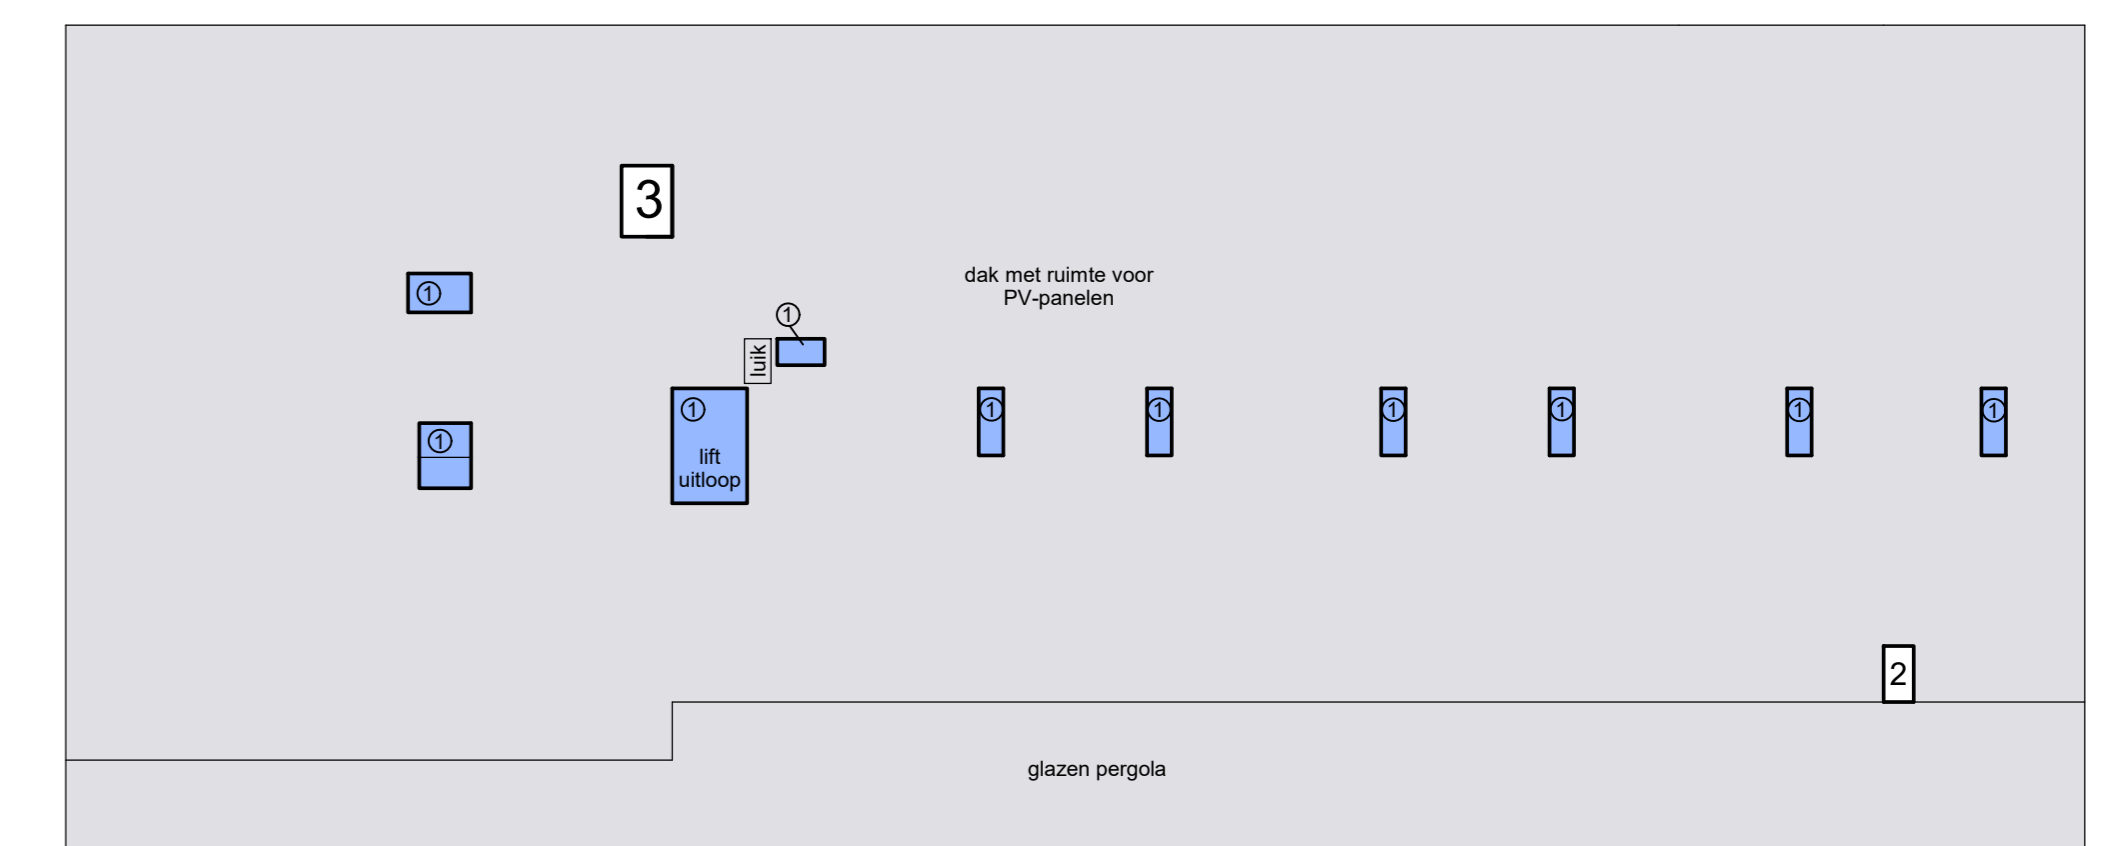 3
①
dak met ruimte voor
PV-panelen
①
luik
①
lift
uitloop
①
①
①
①
①
①
①
2
glazen pergola